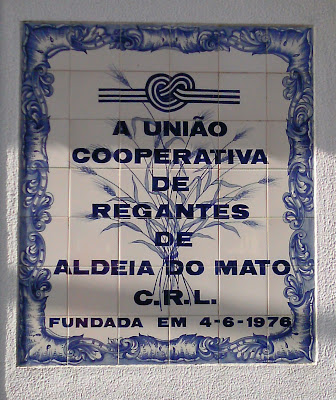 A UNIÃO
COOPERATIVA
DE
REGANTES
DE
ALDEIA DO MATO
C.R.L.
FUNDADA EM 4-6-1976